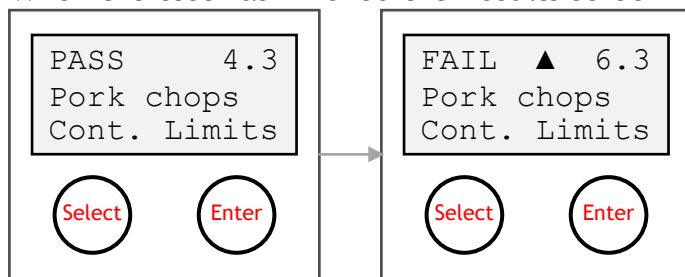 PASS 4.3
Pork chops
Cont. Limits
Select Enter
FAIL ▲ 6.3
Pork chops
Cont. Limits
Select Enter